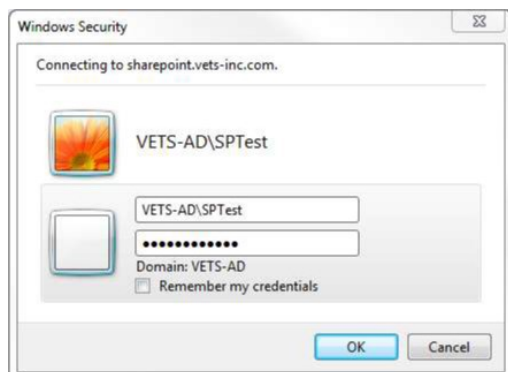 Windows Security
Connecting to sharepoint.vets-inc.com.
VETS-AD\SPTest
VETS-AD\SPTest
••••••••••••
Domain: VETS-AD
Remember my credentials
OK
Cancel